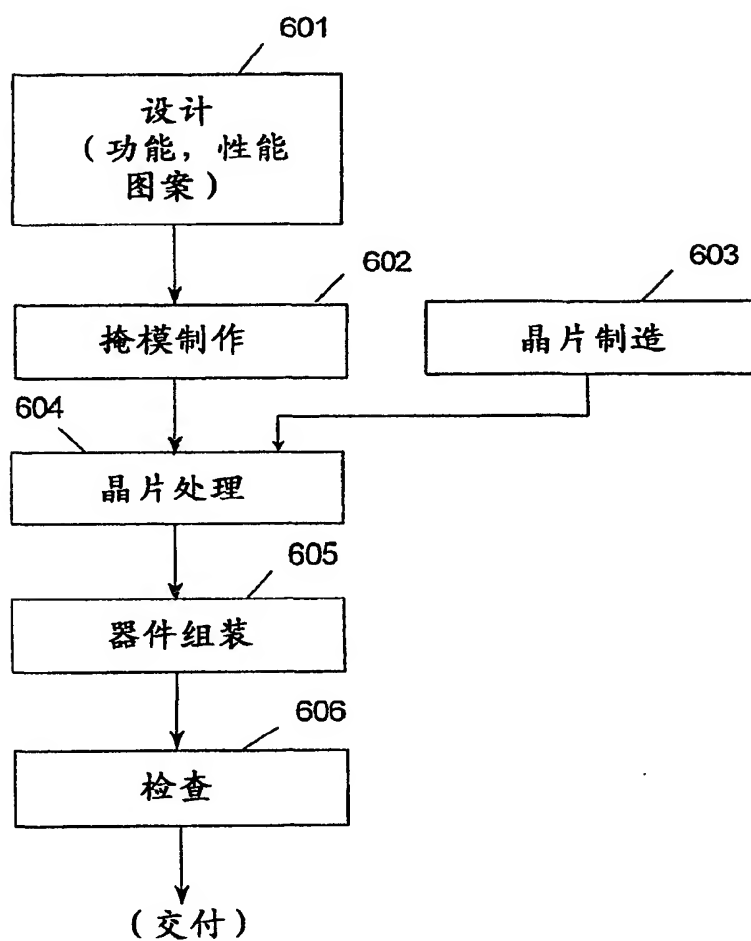 601
设计
(功能，性能
图案)
602
掩模制作
603
晶片制造
604
晶片处理
605
器件组装
606
检查
(交付)